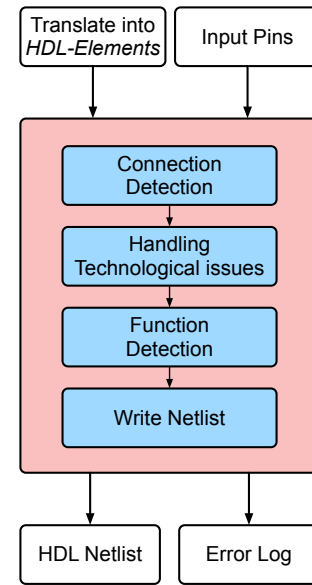 Translate into
HDL-Elements
Input Pins
Connection
Detection
Handling
Technological issues
Function
Detection
Write Netlist
HDL Netlist
Error Log